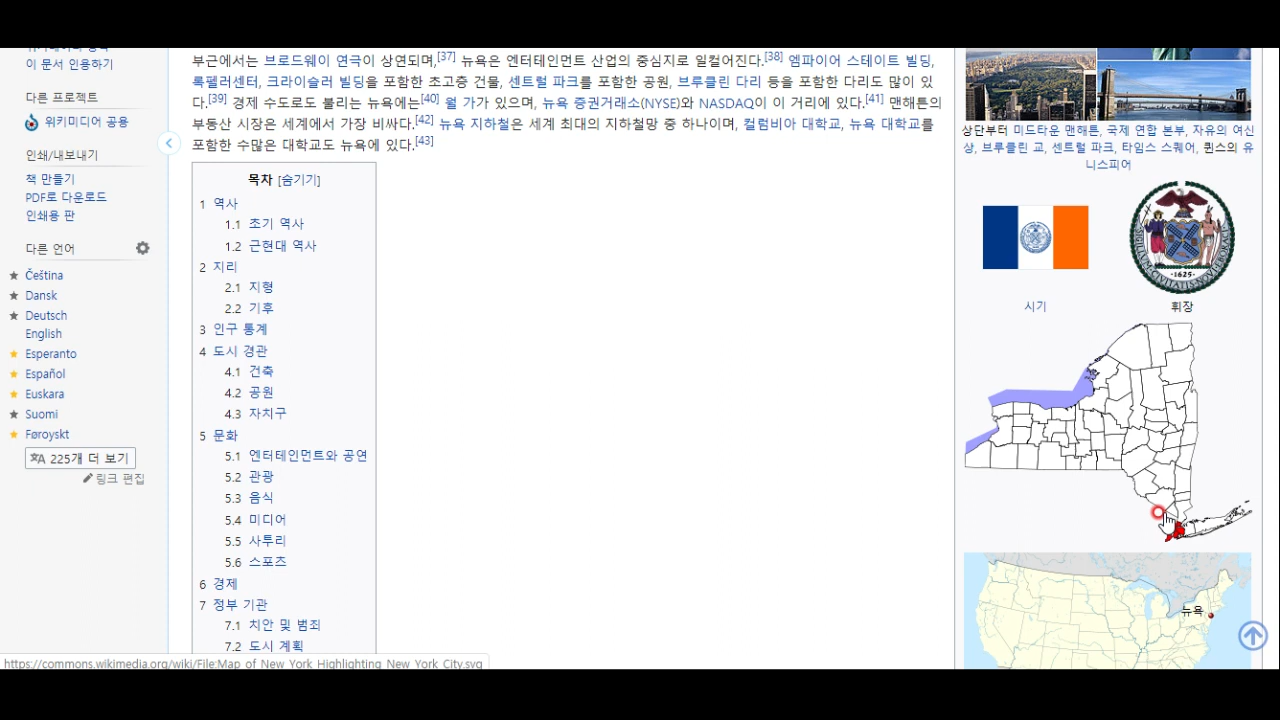 이 문서 인용하기
다른 프로젝트
위키미디어 공용
인쇄/내보내기
책 만들기
PDF로 다운로드
인쇄용 판
다른 언어
Čeština
Dansk
Deutsch
English
Esperanto
Español
Euskara
Suomi
Føroyskt
225개 더 보기
링크 편집
부근에서는 브로드웨이 연극이 상연되며,[37] 뉴욕은 엔터테인먼트 산업의 중심지로 일컬어진다.[38] 엠파이어 스테이트 빌딩,
록펠러센터, 크라이슬러 빌딩을 포함한 초고층 건물, 센트럴 파크를 포함한 공원, 브루클린 다리 등을 포함한 다리도 많이 있
다.[39] 경제 수도로도 불리는 뉴욕에는[40] 월 가가 있으며, 뉴욕 증권거래소(NYSE)와 NASDAQ이 이 거리에 있다.[41] 맨해튼의
부동산 시장은 세계에서 가장 비싸다.[42] 뉴욕 지하철은 세계 최대의 지하철망 중 하나이며, 컬럼비아 대학교, 뉴욕 대학교를
포함한 수많은 대학교도 뉴욕에 있다.[43]
목차 [숨기기]
1 역사
1.1 초기 역사
1.2 근현대 역사
2 지리
2.1 지형
2.2 기후
3 인구 통계
4 도시 경관
4.1 건축
4.2 공원
4.3 자치구
5 문화
5.1 엔터테인먼트와 공연
5.2 관광
5.3 음식
5.4 미디어
5.5 사투리
5.6 스포츠
6 경제
7 정부 기관
7.1 치안 및 범죄
7.2 도시 계획
상단부터 미드타운 맨해튼, 국제 연합 본부, 자유의 여신
상, 브루클린 교, 센트럴 파크, 타임스 스퀘어, 퀸스의 유
니스피어
·1625·
시기
휘장
뉴욕
https://commons.wikimedia.org/wiki/File:Map_of_New_York_Highlighting_New_York_City.svg